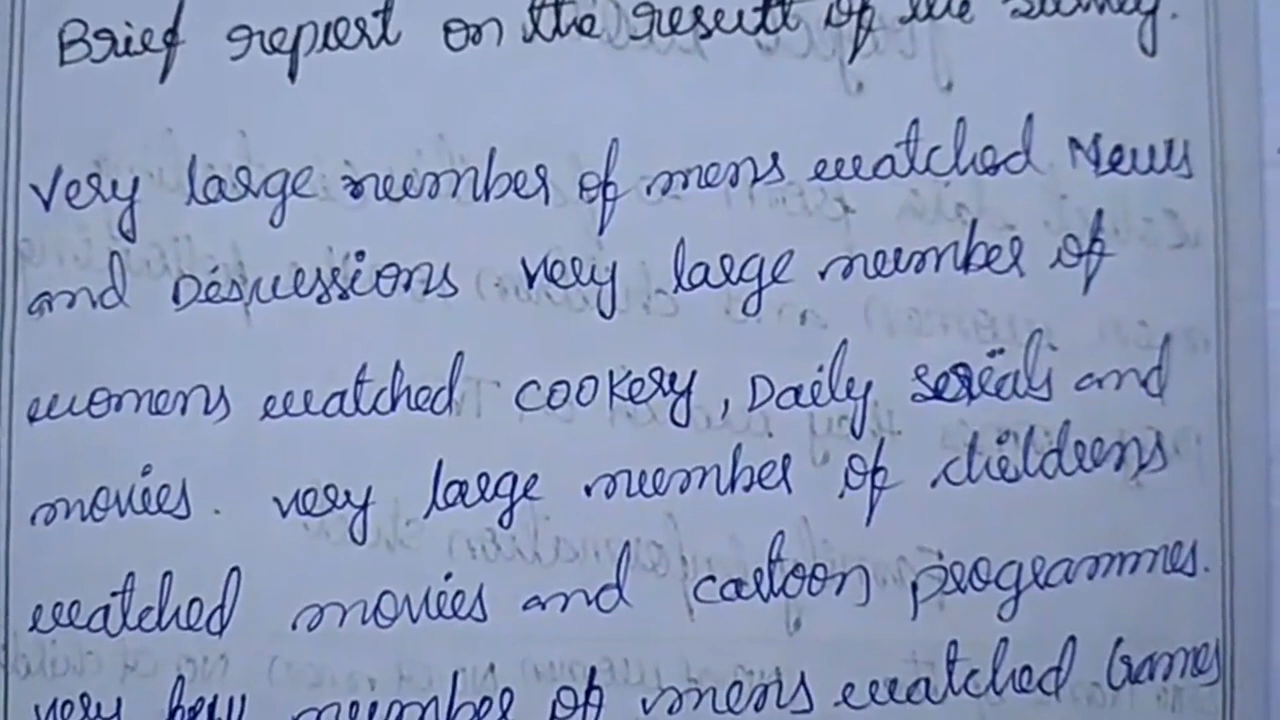 Brief report on the result of the survey.
Very large number of mens watched News
and Disscussions very large number of
womens watched cookery, Daily serials and
movies. very large number of childrens
watched movies and cartoon programmes.
very few number of mens watched Games